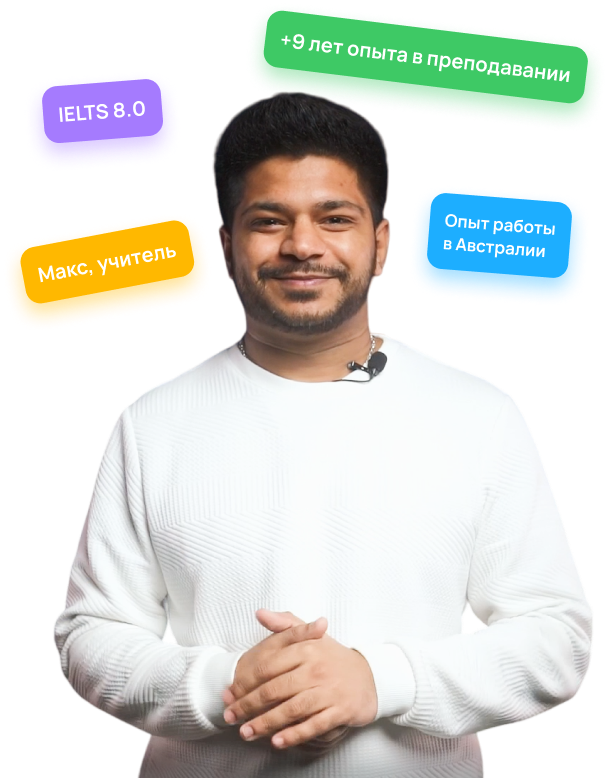 +9 лет опыта в преподавании
IELTS 8.0
Опыт работы
в Австралии
Макс, учитель